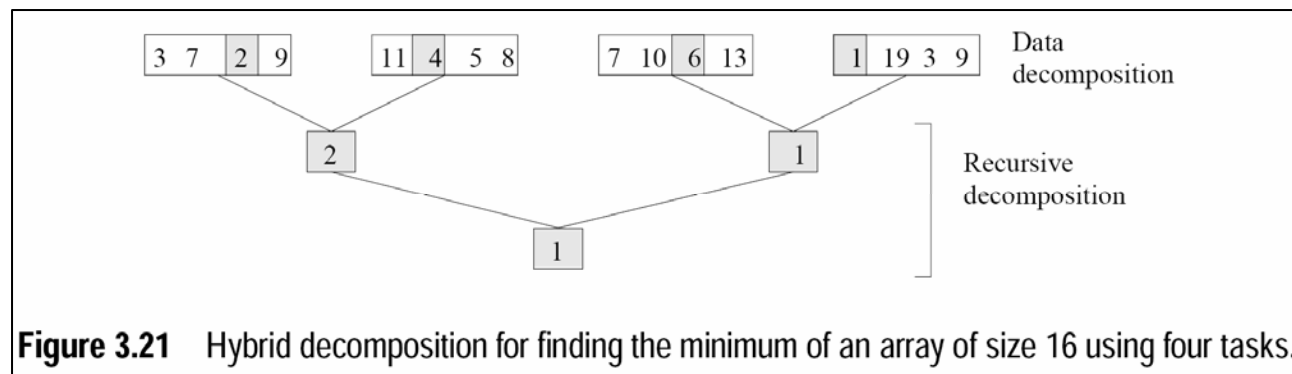 3 7 2 9 11 4 5 8 7 10 6 13 1 19 3 9 Data
decomposition
2 1
Recursive
decomposition
1
Figure 3.21 Hybrid decomposition for finding the minimum of an array of size 16 using four tasks.